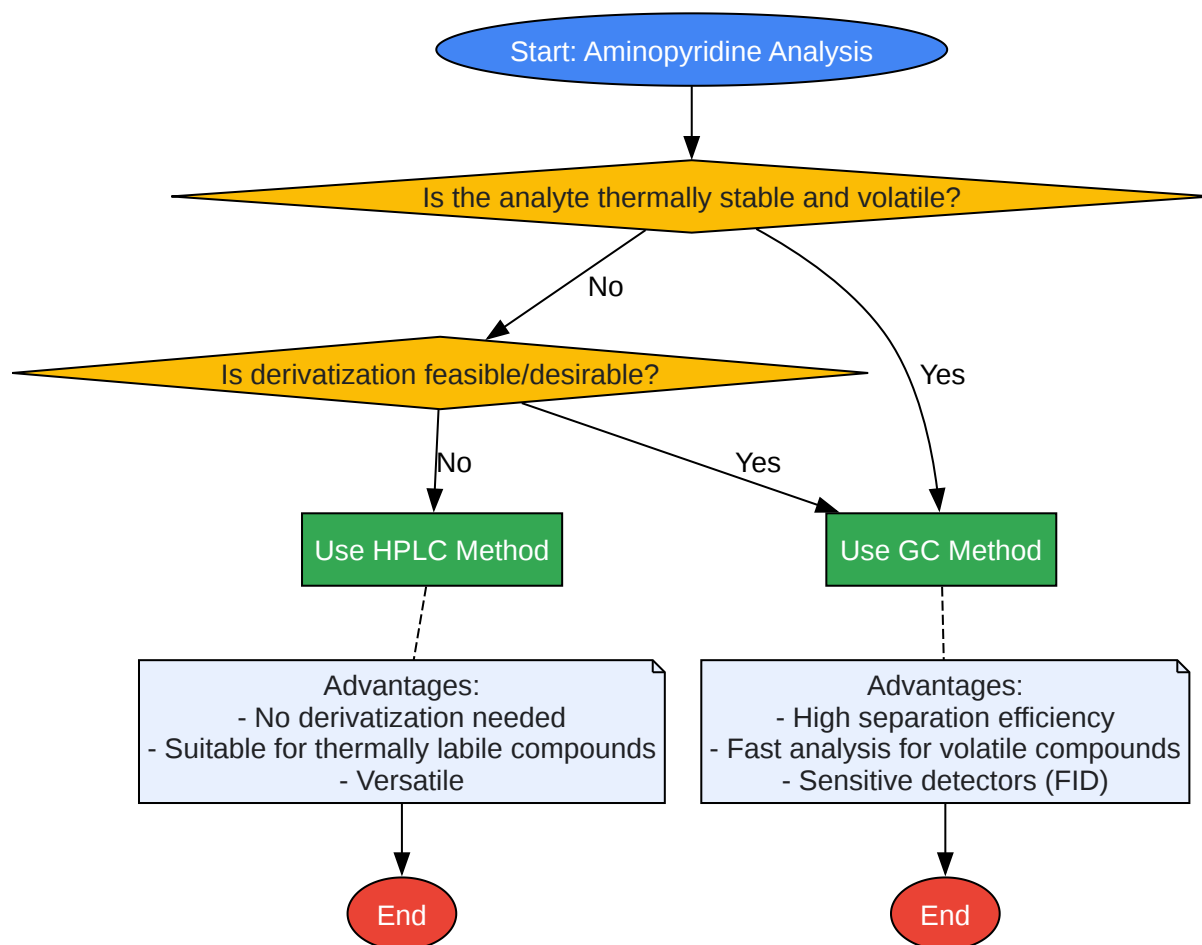 Start: Aminopyridine Analysis
Is the analyte thermally stable and volatile?
No
Yes
Is derivatization feasible/desirable?
No
Yes
Use HPLC Method
Use GC Method
Advantages:
- No derivatization needed
- Suitable for thermally labile compounds
- Versatile
Advantages:
- High separation efficiency
- Fast analysis for volatile compounds
- Sensitive detectors (FID)
End
End